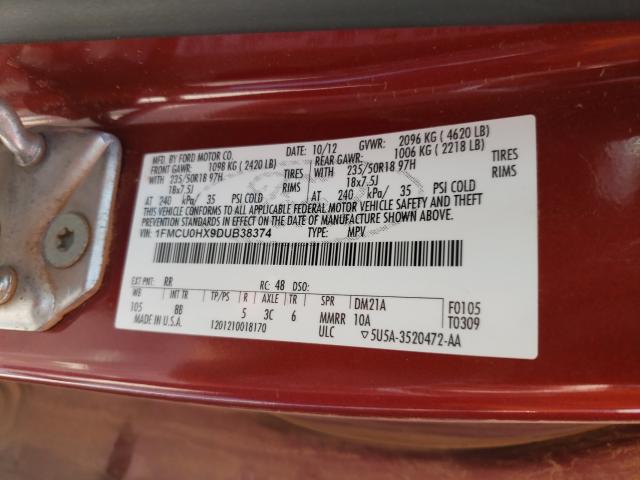 MFD. BY FORD MOTOR CO.
DATE: 10/12 GVWR: 2096 KG ( 4620 LB)
FRONT GAWR: 1098 KG ( 2420 LB) REAR GAWR: 1006 KG ( 2218 LB)
WITH 235/50R18 97H TIRES WITH 235/50R18 97H TIRES
18x7.5J RIMS 18x7.5J RIMS
AT 240 kPa/ 35 PSI COLD AT 240 kPa/ 35 PSI COLD
THIS VEHICLE CONFORMS TO ALL APPLICABLE FEDERAL MOTOR VEHICLE SAFETY AND THEFT
PREVENTION STANDARDS IN EFFECT ON THE DATE OF MANUFACTURE SHOWN ABOVE.
VIN: 1FMCU0HX9DUB38374 TYPE: MPV
EXT PNT: RR RC: 48 DSO:
WB INT TR TP/PS R AXLE TR SPR DM21A F0105
105 BB 5 3C 6 MMRR 10A T0309
MADE IN U.S.A. 1201210018170 ULC ▽5U5A-3520472-AA